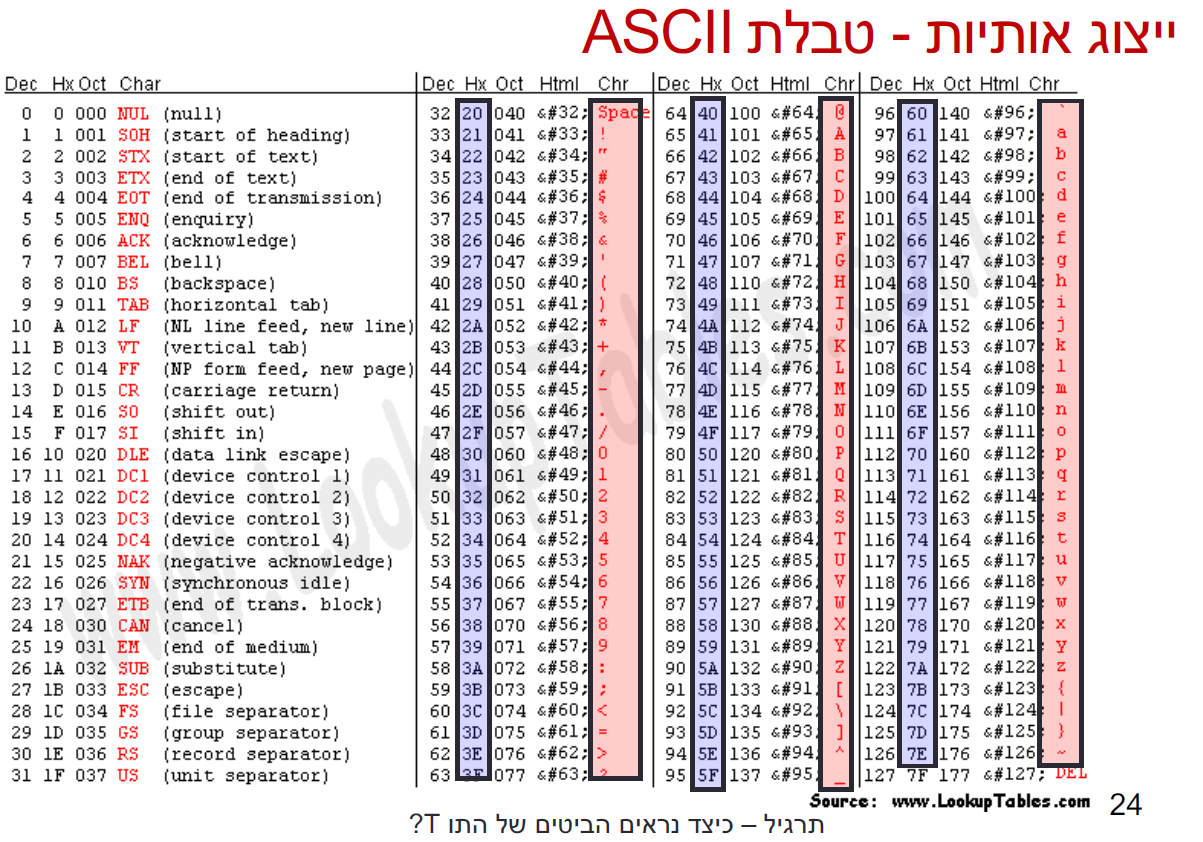 ייצוג אותיות - טבלת ASCII
Dec Hx Oct Char Dec Hx Oct Html Chr Dec Hx Oct Html Chr Dec Hx Oct Html Chr
0 0 000 NUL (null) 32 20 040 &#32; Space 64 40 100 &#64; @ 96 60 140 &#96; `
1 1 001 SOH (start of heading) 33 21 041 &#33; ! 65 41 101 &#65; A 97 61 141 &#97; a
2 2 002 STX (start of text) 34 22 042 &#34; " 66 42 102 &#66; B 98 62 142 &#98; b
3 3 003 ETX (end of text) 35 23 043 &#35; # 67 43 103 &#67; C 99 63 143 &#99; c
4 4 004 EOT (end of transmission) 36 24 044 &#36; $ 68 44 104 &#68; D 100 64 144 &#100; d
5 5 005 ENQ (enquiry) 37 25 045 &#37; % 69 45 105 &#69; E 101 65 145 &#101; e
6 6 006 ACK (acknowledge) 38 26 046 &#38; & 70 46 106 &#70; F 102 66 146 &#102; f
7 7 007 BEL (bell) 39 27 047 &#39; ' 71 47 107 &#71; G 103 67 147 &#103; g
8 8 010 BS (backspace) 40 28 050 &#40; ( 72 48 110 &#72; H 104 68 150 &#104; h
9 9 011 TAB (horizontal tab) 41 29 051 &#41; ) 73 49 111 &#73; I 105 69 151 &#105; i
10 A 012 LF (NL line feed, new line) 42 2A 052 &#42; * 74 4A 112 &#74; J 106 6A 152 &#106; j
11 B 013 VT (vertical tab) 43 2B 053 &#43; + 75 4B 113 &#75; K 107 6B 153 &#107; k
12 C 014 FF (NP form feed, new page) 44 2C 054 &#44; , 76 4C 114 &#76; L 108 6C 154 &#108; l
13 D 015 CR (carriage return) 45 2D 055 &#45; - 77 4D 115 &#77; M 109 6D 155 &#109; m
14 E 016 SO (shift out) 46 2E 056 &#46; . 78 4E 116 &#78; N 110 6E 156 &#110; n
15 F 017 SI (shift in) 47 2F 057 &#47; / 79 4F 117 &#79; O 111 6F 157 &#111; o
16 10 020 DLE (data link escape) 48 30 060 &#48; 0 80 50 120 &#80; P 112 70 160 &#112; p
17 11 021 DC1 (device control 1) 49 31 061 &#49; 1 81 51 121 &#81; Q 113 71 161 &#113; q
18 12 022 DC2 (device control 2) 50 32 062 &#50; 2 82 52 122 &#82; R 114 72 162 &#114; r
19 13 023 DC3 (device control 3) 51 33 063 &#51; 3 83 53 123 &#83; S 115 73 163 &#115; s
20 14 024 DC4 (device control 4) 52 34 064 &#52; 4 84 54 124 &#84; T 116 74 164 &#116; t
21 15 025 NAK (negative acknowledge) 53 35 065 &#53; 5 85 55 125 &#85; U 117 75 165 &#117; u
22 16 026 SYN (synchronous idle) 54 36 066 &#54; 6 86 56 126 &#86; V 118 76 166 &#118; v
23 17 027 ETB (end of trans. block) 55 37 067 &#55; 7 87 57 127 &#87; W 119 77 167 &#119; w
24 18 030 CAN (cancel) 56 38 070 &#56; 8 88 58 130 &#88; X 120 78 170 &#120; x
25 19 031 EM (end of medium) 57 39 071 &#57; 9 89 59 131 &#89; Y 121 79 171 &#121; y
26 1A 032 SUB (substitute) 58 3A 072 &#58; : 90 5A 132 &#90; Z 122 7A 172 &#122; z
27 1B 033 ESC (escape) 59 3B 073 &#59; ; 91 5B 133 &#91; [ 123 7B 173 &#123; {
28 1C 034 FS (file separator) 60 3C 074 &#60; < 92 5C 134 &#92; \ 124 7C 174 &#124; |
29 1D 035 GS (group separator) 61 3D 075 &#61; = 93 5D 135 &#93; ] 125 7D 175 &#125; }
30 1E 036 RS (record separator) 62 3E 076 &#62; > 94 5E 136 &#94; ^ 126 7E 176 &#126; ~
31 1F 037 US (unit separator) 63 3F 077 &#63; ? 95 5F 137 &#95; _ 127 7F 177 &#127; DEL
Source: www.LookupTables.com
24
תרגיל – כיצד נראים הביטים של התו T?
www.LookupTables.com